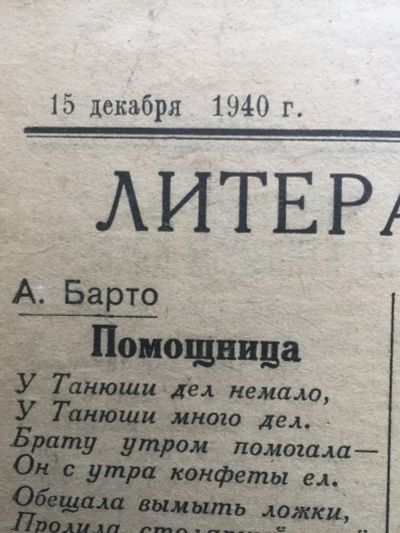 15 декабря 1940 г.
ЛИТЕРА
А. Барто
Помощница
У Танюши дел немало,
У Танюши много дел.
Брату утром помогала—
Он с утра конфеты ел.
Обещала вымыть ложки,
Пролила